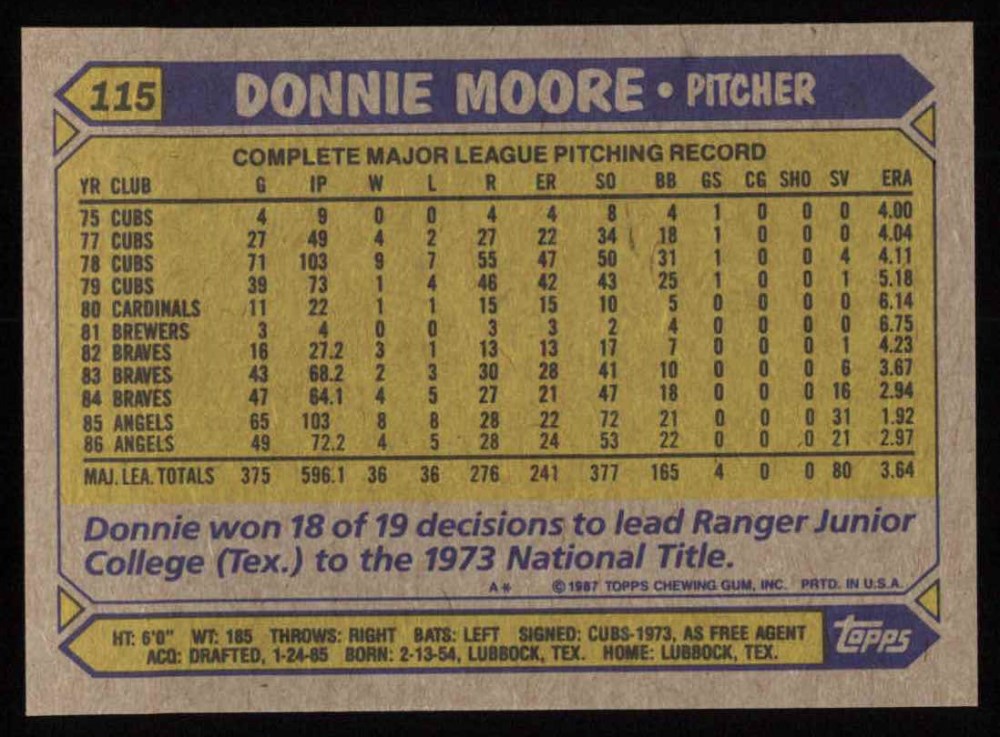 115 DONNIE MOORE • PITCHER
COMPLETE MAJOR LEAGUE PITCHING RECORD
YR CLUB G IP W L R ER SO BB GS CG SHO SV ERA
75 CUBS 4 9 0 0 4 4 8 4 1 0 0 0 4.00
77 CUBS 27 49 4 2 27 22 34 18 1 0 0 0 4.04
78 CUBS 71 103 9 7 55 47 50 31 1 0 0 4 4.11
79 CUBS 39 73 1 4 46 42 43 25 1 0 0 1 5.18
80 CARDINALS 11 22 1 1 15 15 10 5 0 0 0 0 6.14
81 BREWERS 3 4 0 0 3 3 2 4 0 0 0 0 6.75
82 BRAVES 16 27.2 3 1 13 13 17 7 0 0 0 1 4.23
83 BRAVES 43 68.2 2 3 30 28 41 10 0 0 0 6 3.67
84 BRAVES 47 64.1 4 5 27 21 47 18 0 0 0 16 2.94
85 ANGELS 65 103 8 8 28 22 72 21 0 0 0 31 1.92
86 ANGELS 49 72.2 4 5 28 24 53 22 0 0 0 21 2.97
MAJ. LEA. TOTALS 375 596.1 36 36 276 241 377 165 4 0 0 80 3.64
Donnie won 18 of 19 decisions to lead Ranger Junior
College (Tex.) to the 1973 National Title.
A* © 1987 TOPPS CHEWING GUM, INC. PRTD. IN U.S.A.
HT: 6'0" WT: 185 THROWS: RIGHT BATS: LEFT SIGNED: CUBS-1973, AS FREE AGENT
ACQ: DRAFTED, 1-24-85 BORN: 2-13-54, LUBBOCK, TEX. HOME: LUBBOCK, TEX.
topps